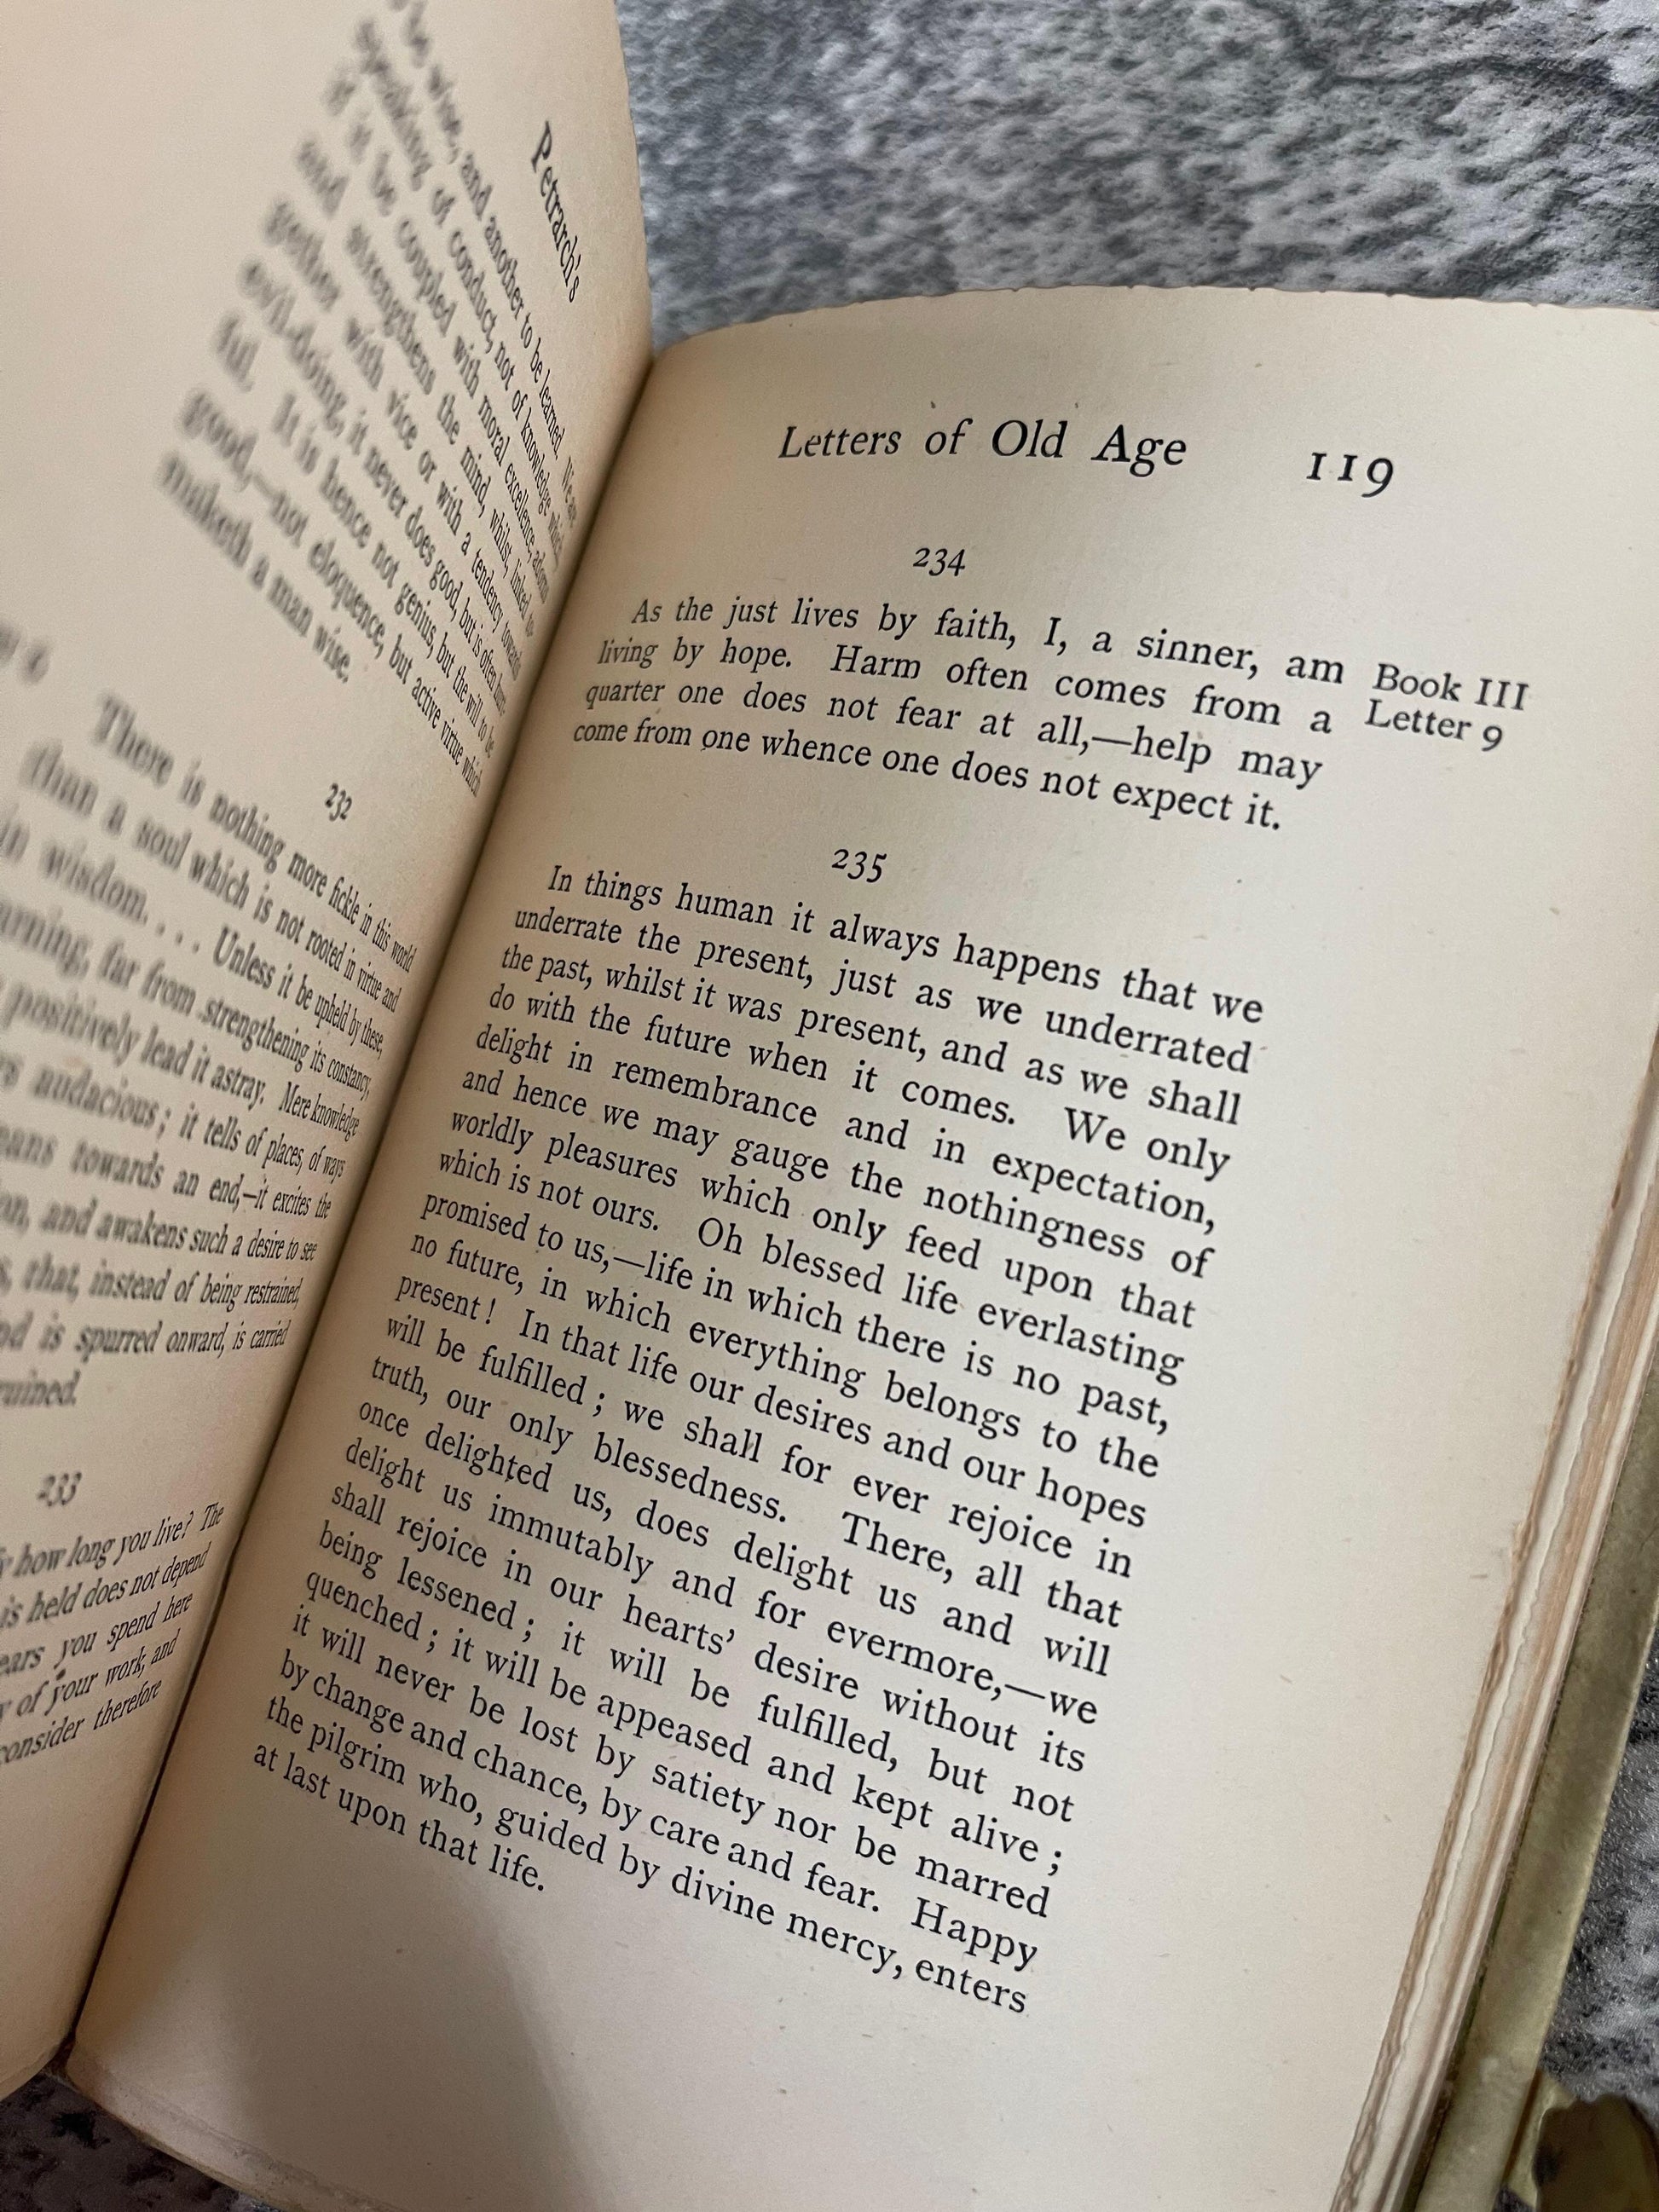 Petrarch's
wise, and another to be learned. We are
speaking of conduct, not of knowledge which,
if it be coupled with moral excellence, adorns
and strengthens the mind, whilst, linked up
gether with vice or with a tendency towards
evil-doing, it never does good, but is often
ful. It is hence not genius, but the will to be
good,—not eloquence, but active virtue which
maketh a man wise.
232
There is nothing more fickle in this world
than a soul which is not rooted in virtue and
in wisdom. . . . Unless it be upheld by these,
far from strengthening its constancy,
positively lead it astray. Mere knowledge
audacious; it tells of places, of ways
towards an end,—it excites the
and awakens such a desire to see
that, instead of being restrained,
is spurred onward, is carried
233
how long you live? The
is held does not depend
you spend here
of your work, and
consider therefore
Letters of Old Age 119
234
As the just lives by faith, I, a sinner, am Book III
living by hope. Harm often comes from a Letter 9
quarter one does not fear at all,—help may
come from one whence one does not expect it.
235
In things human it always happens that we
underrate the present, just as we underrated
the past, whilst it was present, and as we shall
do with the future when it comes. We only
delight in remembrance and in expectation,
and hence we may gauge the nothingness of
worldly pleasures which only feed upon that
which is not ours. Oh blessed life everlasting
promised to us,—life in which there is no past,
no future, in which everything belongs to the
present! In that life our desires and our hopes
will be fulfilled; we shall for ever rejoice in
truth, our only blessedness. There, all that
once delighted us, does delight us and will
delight us immutably and for evermore,—we
shall rejoice in our hearts' desire without its
being lessened; it will be fulfilled, but not
quenched; it will be appeased and kept alive;
it will never be lost by satiety nor be marred
by change and chance, by care and fear. Happy
the pilgrim who, guided by divine mercy, enters
at last upon that life.